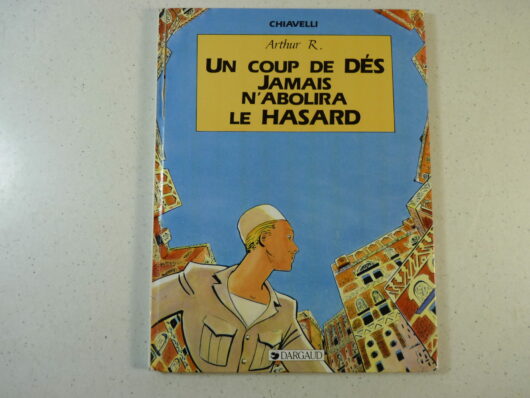 CHIAVELLI
Arthur R.
UN COUP DE DÉS
JAMAIS
N'ABOLIRA
LE HASARD
DARGAUD